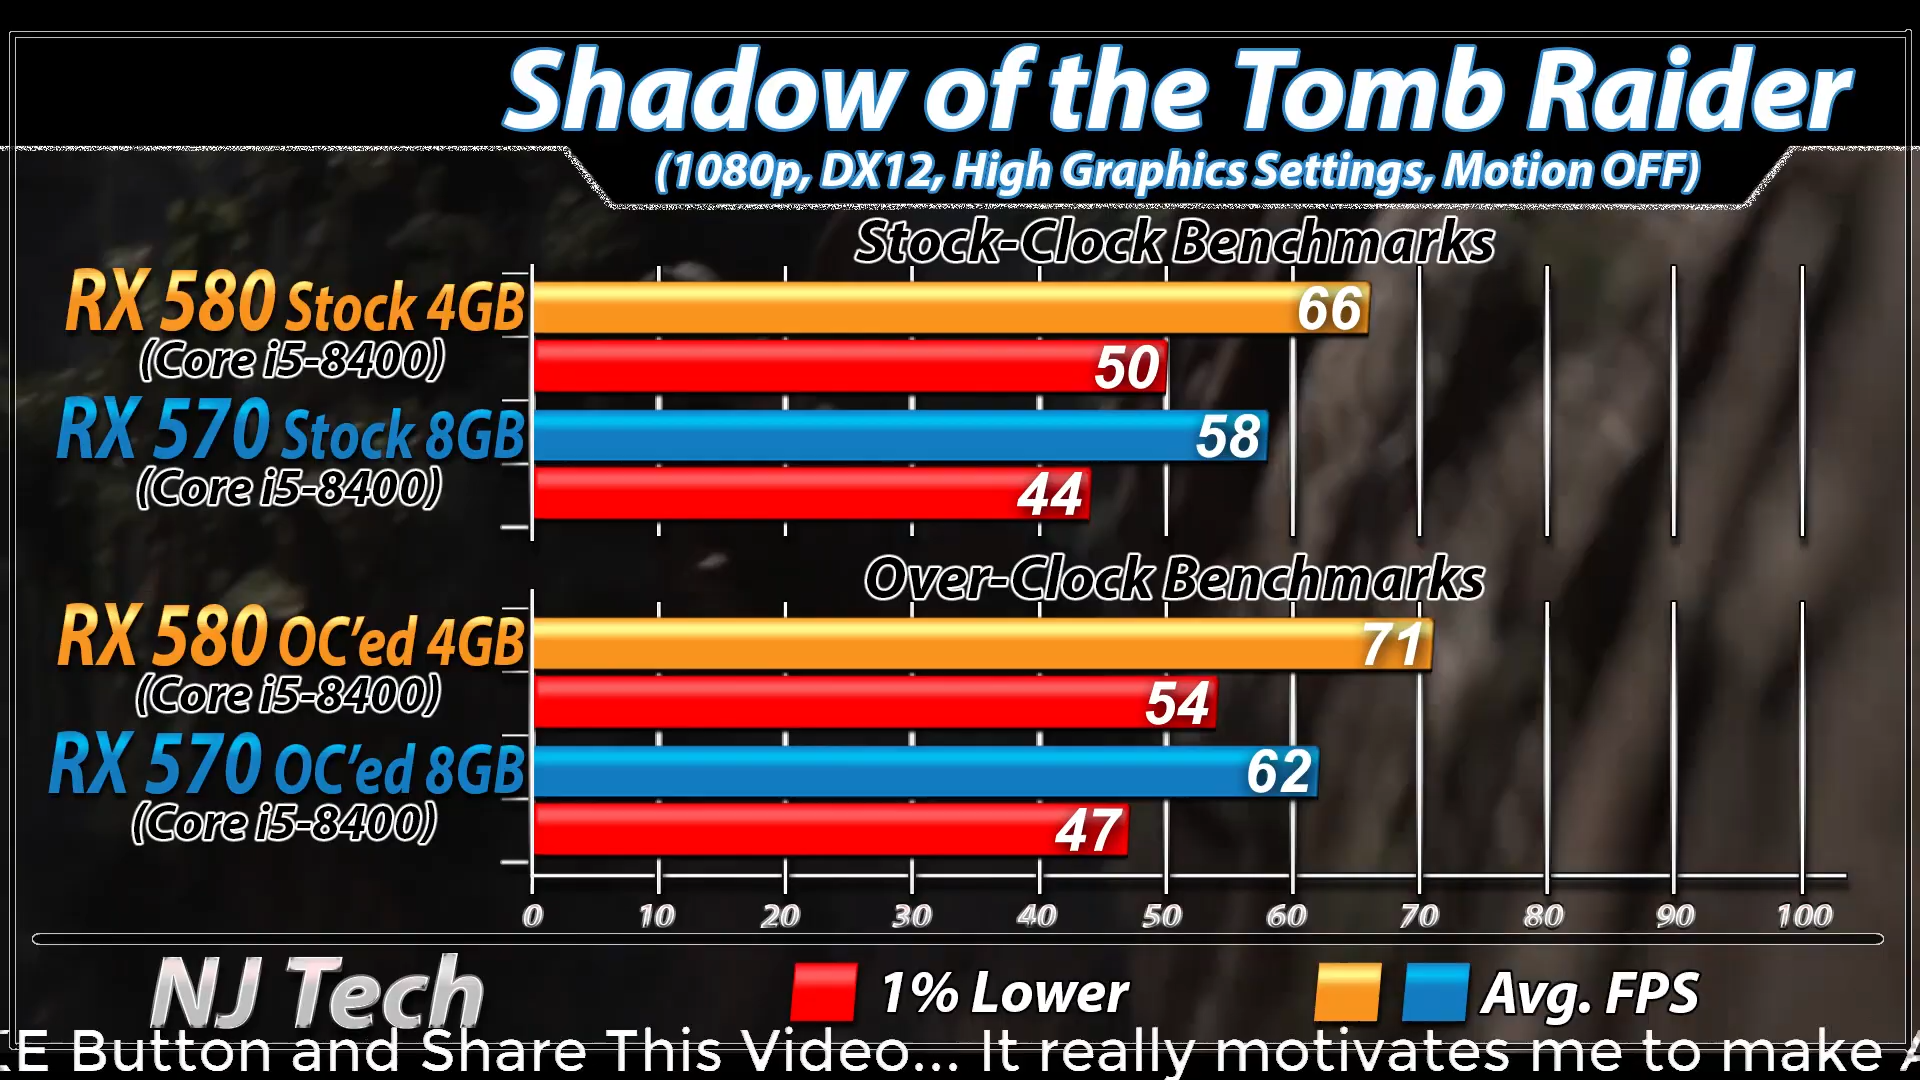 Shadow of the Tomb Raider
(1080p, DX12, High Graphics Settings, Motion OFF)
Stock-Clock Benchmarks
RX 580 Stock 4GB
66
(Core i5-8400)
50
RX 570 Stock 8GB
58
(Core i5-8400)
44
Over-Clock Benchmarks
RX 580 OC'ed 4GB
71
(Core i5-8400)
54
RX 570 OC'ed 8GB
62
(Core i5-8400)
47
0 10 20 30 40 50 60 70 80 90 100
NJ Tech
1% Lower
Avg. FPS
Button and Share This Video... It really motivates me to make